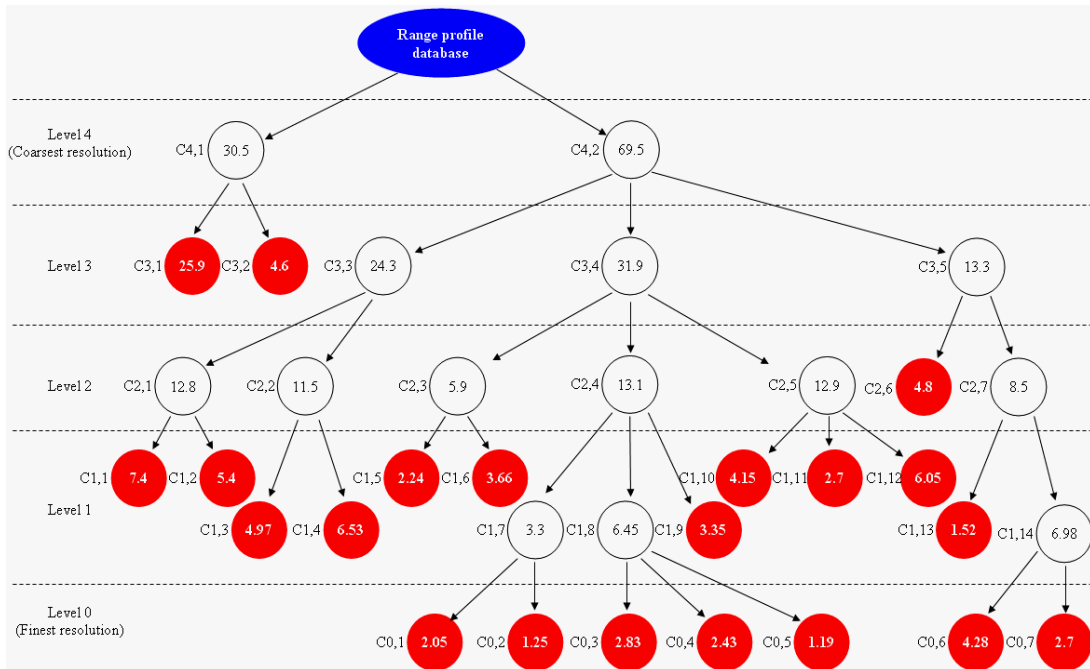 Range profile
database
Level 4
(Coarsest resolution)
C4,1
30.5
C4,2
69.5
Level 3
C3,1
25.9
C3,2
4.6
C3,3
24.3
C3,4
31.9
C3,5
13.3
Level 2
C2,1
12.8
C2,2
11.5
C2,3
5.9
C2,4
13.1
C2,5
12.9
C2,6
4.8
C2,7
8.5
Level 1
C1,1
7.4
C1,2
5.4
C1,3
4.97
C1,4
6.53
C1,5
2.24
C1,6
3.66
C1,7
3.3
C1,8
6.45
C1,9
3.35
C1,10
4.15
C1,11
2.7
C1,12
6.05
C1,13
1.52
C1,14
6.98
Level 0
(Finest resolution)
C0,1
2.05
C0,2
1.25
C0,3
2.83
C0,4
2.43
C0,5
1.19
C0,6
4.28
C0,7
2.7